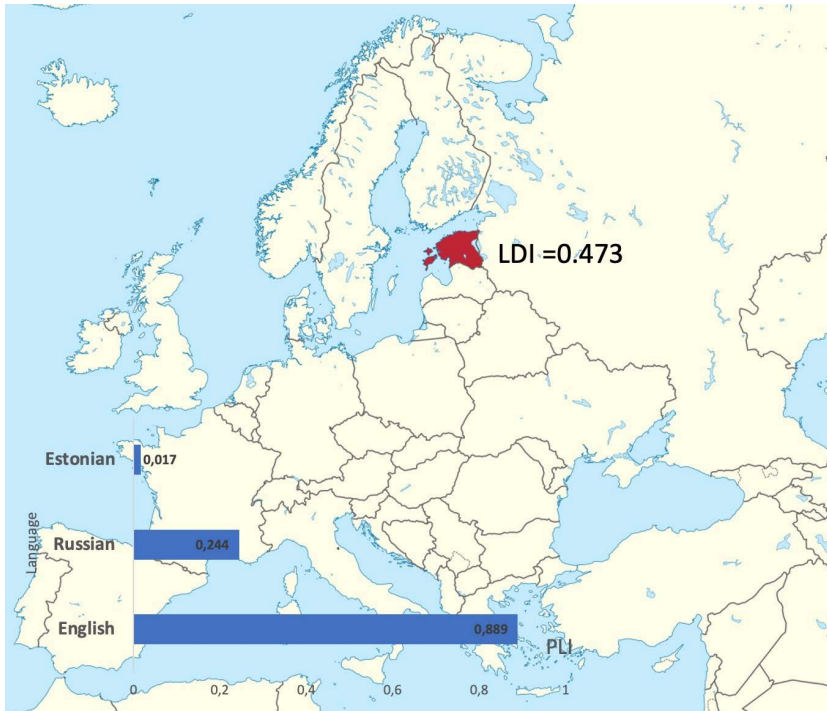 LDI =0.473
Estonian 0,017
Russian 0,244
English 0,889
Language
PLI
0 0,2 0,4 0,6 0,8 1